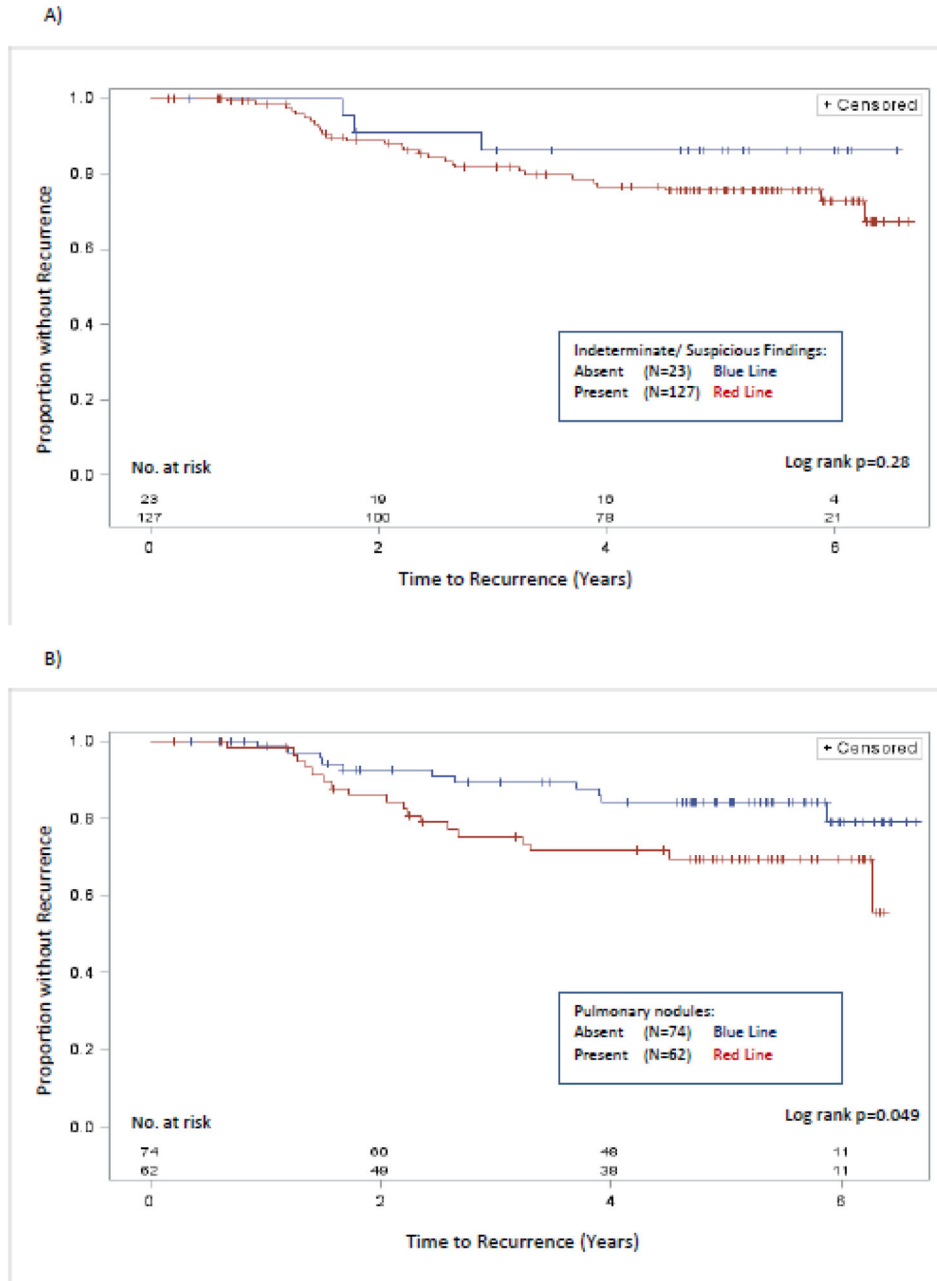 A)
1.0
+ Censored
0.8
0.6
0.4
0.2
0.0
Proportion without Recurrence
Indeterminate/ Suspicious Findings:
Absent (N=23) Blue Line
Present (N=127) Red Line
No. at risk
Log rank p=0.28
23 19 16 4
127 100 78 21
0 2 4 6
Time to Recurrence (Years)
B)
1.0
+ Censored
0.8
0.6
0.4
0.2
0.0
Proportion without Recurrence
Pulmonary nodules:
Absent (N=74) Blue Line
Present (N=62) Red Line
No. at risk
Log rank p=0.049
74 60 48 11
62 49 38 11
0 2 4 6
Time to Recurrence (Years)